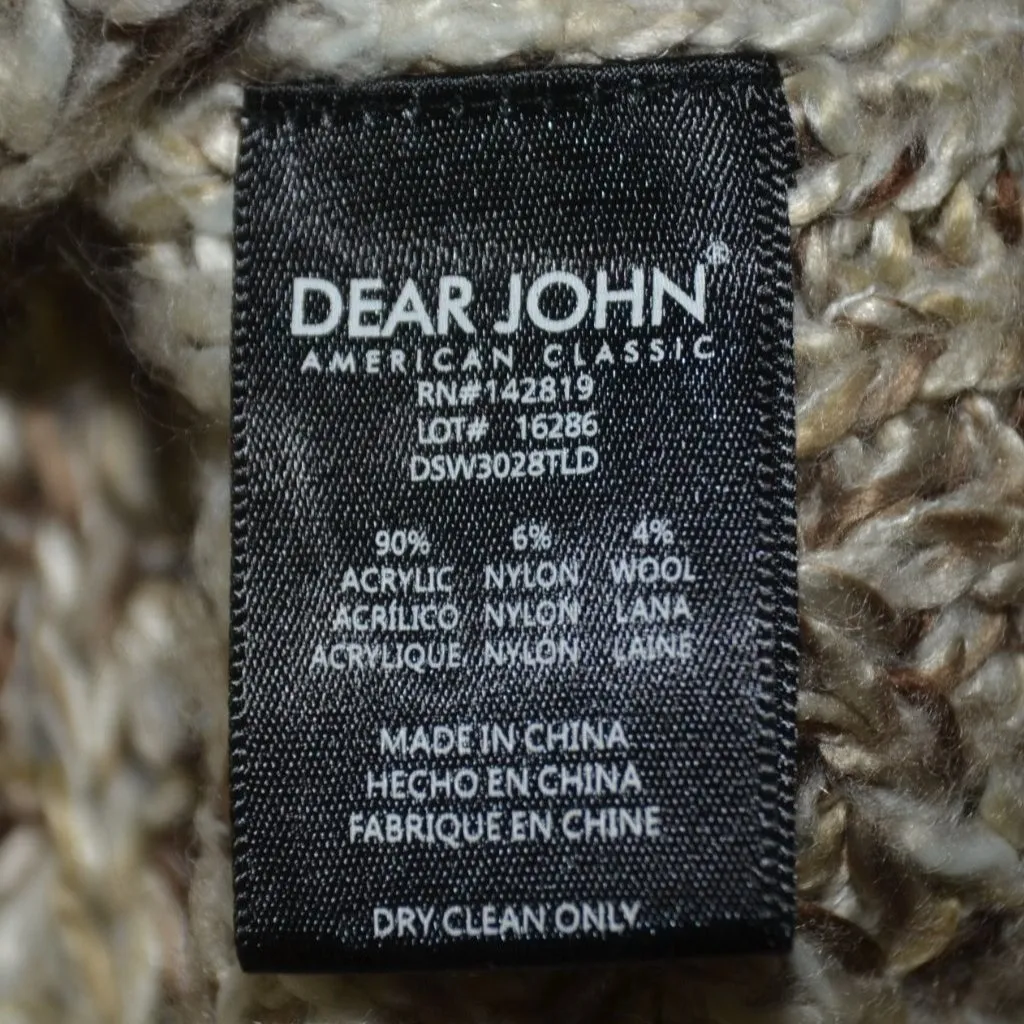 DEAR JOHN®
AMERICAN CLASSIC
RN#142819
LOT# 16286
DSW3028TLD
90% 6% 4%
ACRYLIC NYLON WOOL
ACRÍLICO NYLON LANA
ACRYLIQUE NYLON LAINE
MADE IN CHINA
HECHO EN CHINA
FABRIQUÉ EN CHINE
DRY CLEAN ONLY